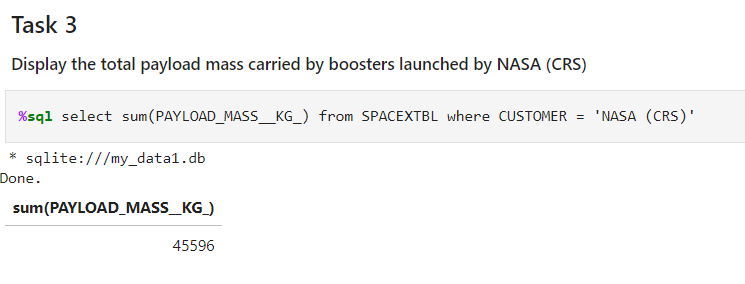 Task 3
Display the total payload mass carried by boosters launched by NASA (CRS)
%sql select sum(PAYLOAD_MASS__KG_) from SPACEXTBL where CUSTOMER = 'NASA (CRS)'
* sqlite:///my_data1.db
Done.
sum(PAYLOAD_MASS__KG_)
45596